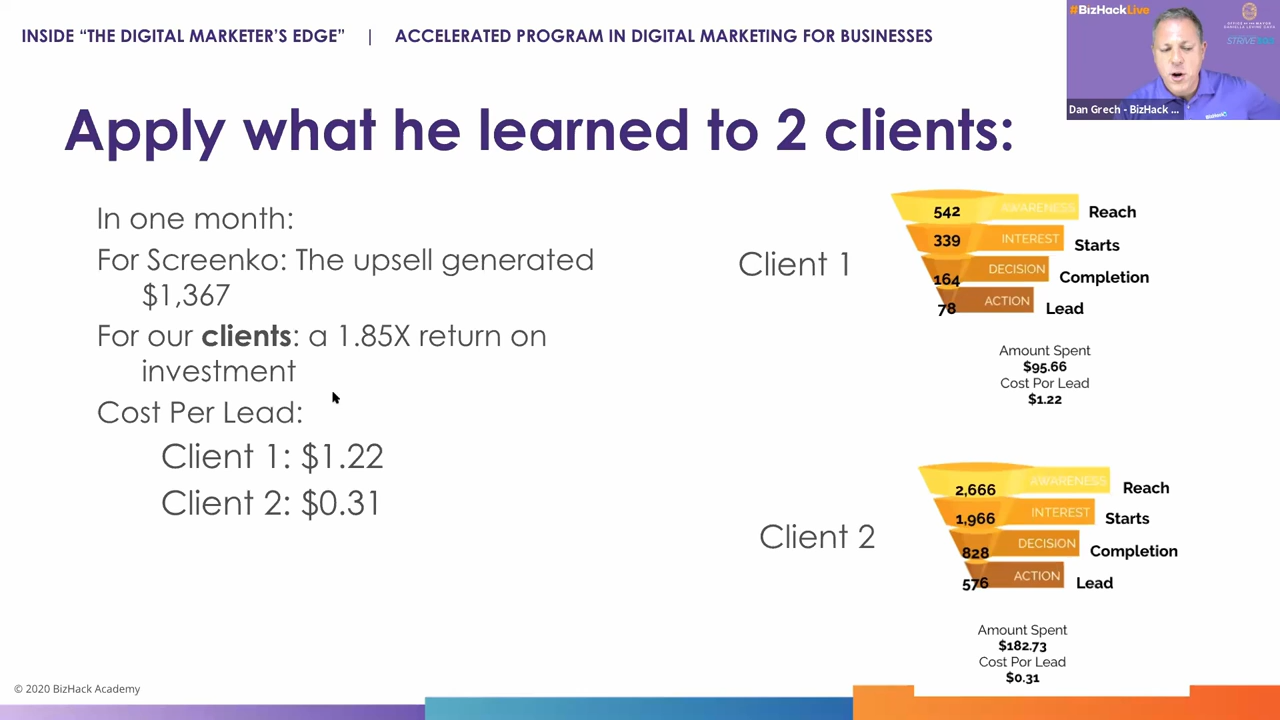 INSIDE “THE DIGITAL MARKETER’S EDGE” | ACCELERATED PROGRAM IN DIGITAL MARKETING FOR BUSINESSES
#BizHackLive
Dan Grech - BizHack ...
Apply what he learned to 2 clients:
In one month:
For Screenko: The upsell generated
$1,367
For our clients: a 1.85X return on
investment
Cost Per Lead:
Client 1: $1.22
Client 2: $0.31
Client 1
542 AWARENESS Reach
339 INTEREST Starts
164 DECISION Completion
78 ACTION Lead
Amount Spent
$95.66
Cost Per Lead
$1.22
Client 2
2,666 AWARENESS Reach
1,966 INTEREST Starts
828 DECISION Completion
576 ACTION Lead
Amount Spent
$182.73
Cost Per Lead
$0.31
© 2020 BizHack Academy